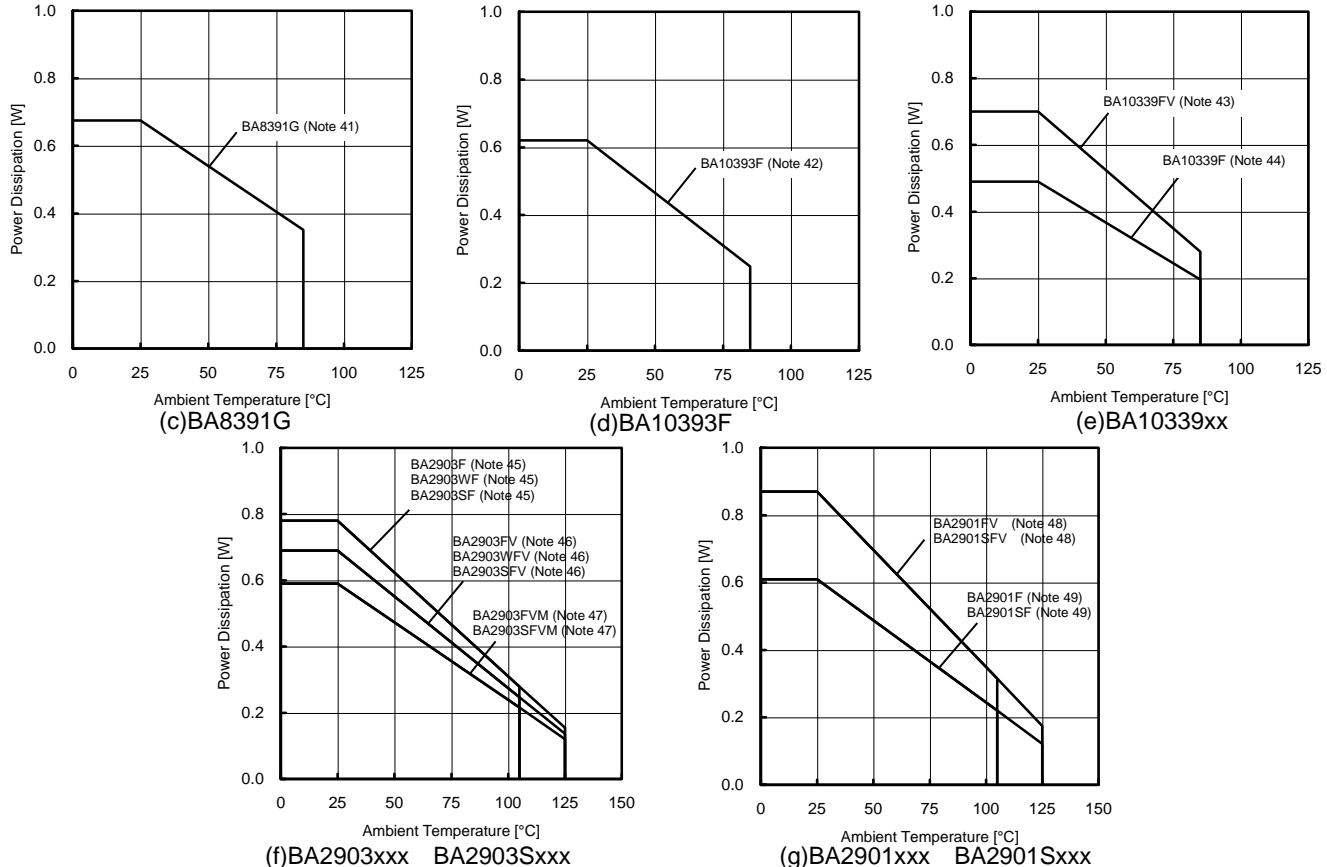 1.0
0.8
0.6
0.4
0.2
0.0
Power Dissipation [W]
BA8391G (Note 41)
0 25 50 75 100 125
Ambient Temperature [°C]
(c)BA8391G
1.0
0.8
0.6
0.4
0.2
0.0
Power Dissipation [W]
BA10393F (Note 42)
0 25 50 75 100 125
Ambient Temperature [°C]
(d)BA10393F
1.0
0.8
0.6
0.4
0.2
0.0
Power Dissipation [W]
BA10339FV (Note 43)
BA10339F (Note 44)
0 25 50 75 100 125
Ambient Temperature [°C]
(e)BA10339xx
1.0
0.8
0.6
0.4
0.2
0.0
Power Dissipation [W]
BA2903F (Note 45)
BA2903WF (Note 45)
BA2903SF (Note 45)
BA2903FV (Note 46)
BA2903WFV (Note 46)
BA2903SFV (Note 46)
BA2903FVM (Note 47)
BA2903SFVM (Note 47)
0 25 50 75 100 125 150
Ambient Temperature [°C]
(f)BA2903xxx BA2903Sxxx
1.0
0.8
0.6
0.4
0.2
0.0
Power Dissipation [W]
BA2901FV (Note 48)
BA2901SFV (Note 48)
BA2901F (Note 49)
BA2901SF (Note 49)
0 25 50 75 100 125 150
Ambient Temperature [°C]
(g)BA2901xxx BA2901Sxxx